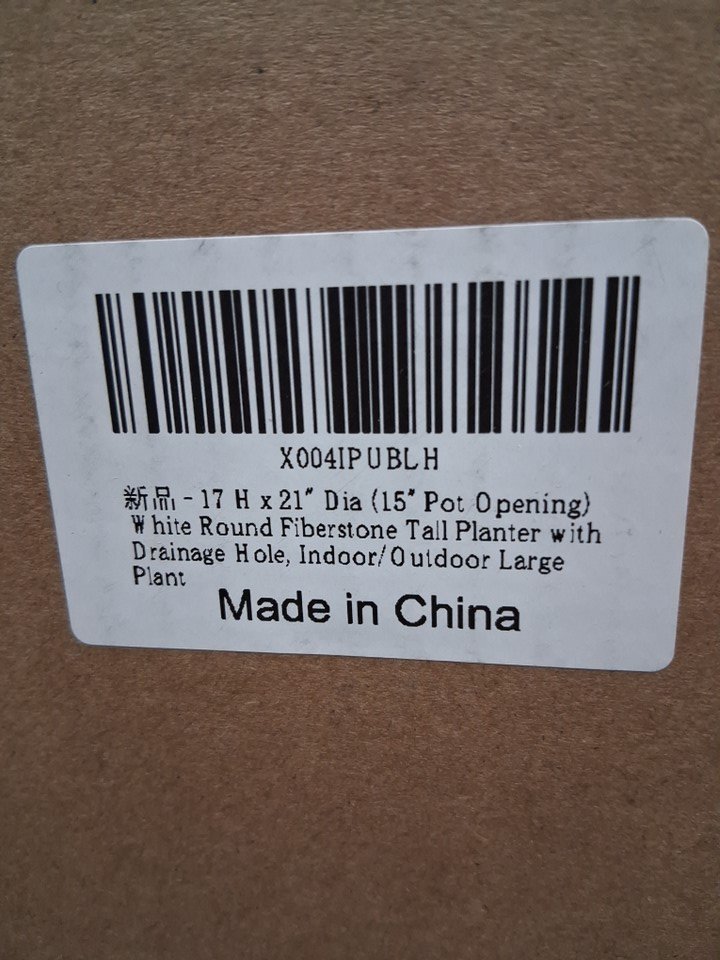 X004IPUBLH
新品 - 17 H x 21" Dia (15" Pot Opening)
White Round Fiberstone Tall Planter with
Drainage Hole, Indoor/Outdoor Large
Plant
Made in China